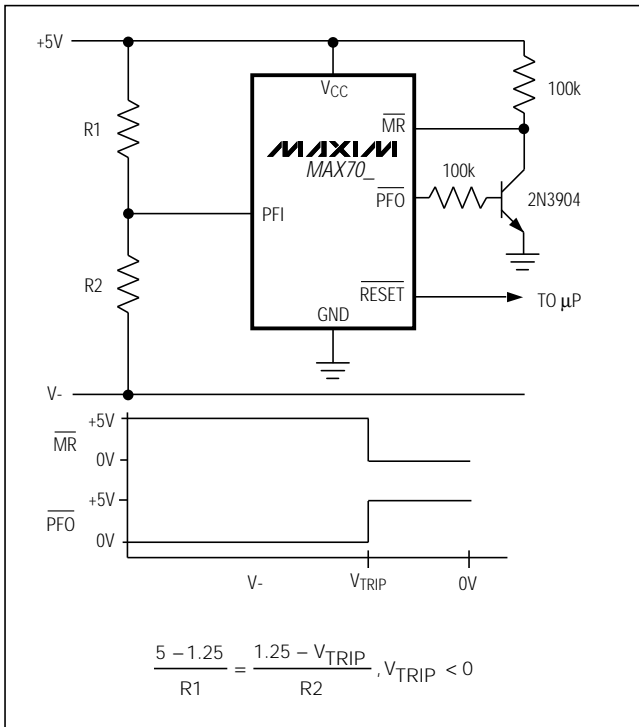 +5V
VCC
100k
R1
MR
MAXIM
MAX70_
100k
PFO
2N3904
PFI
R2
RESET
TO µP
GND
V-
+5V
MR
0V
+5V
PFO
0V
V- VTRIP 0V
5 – 1.25 / R1 = 1.25 – VTRIP / R2 , VTRIP < 0